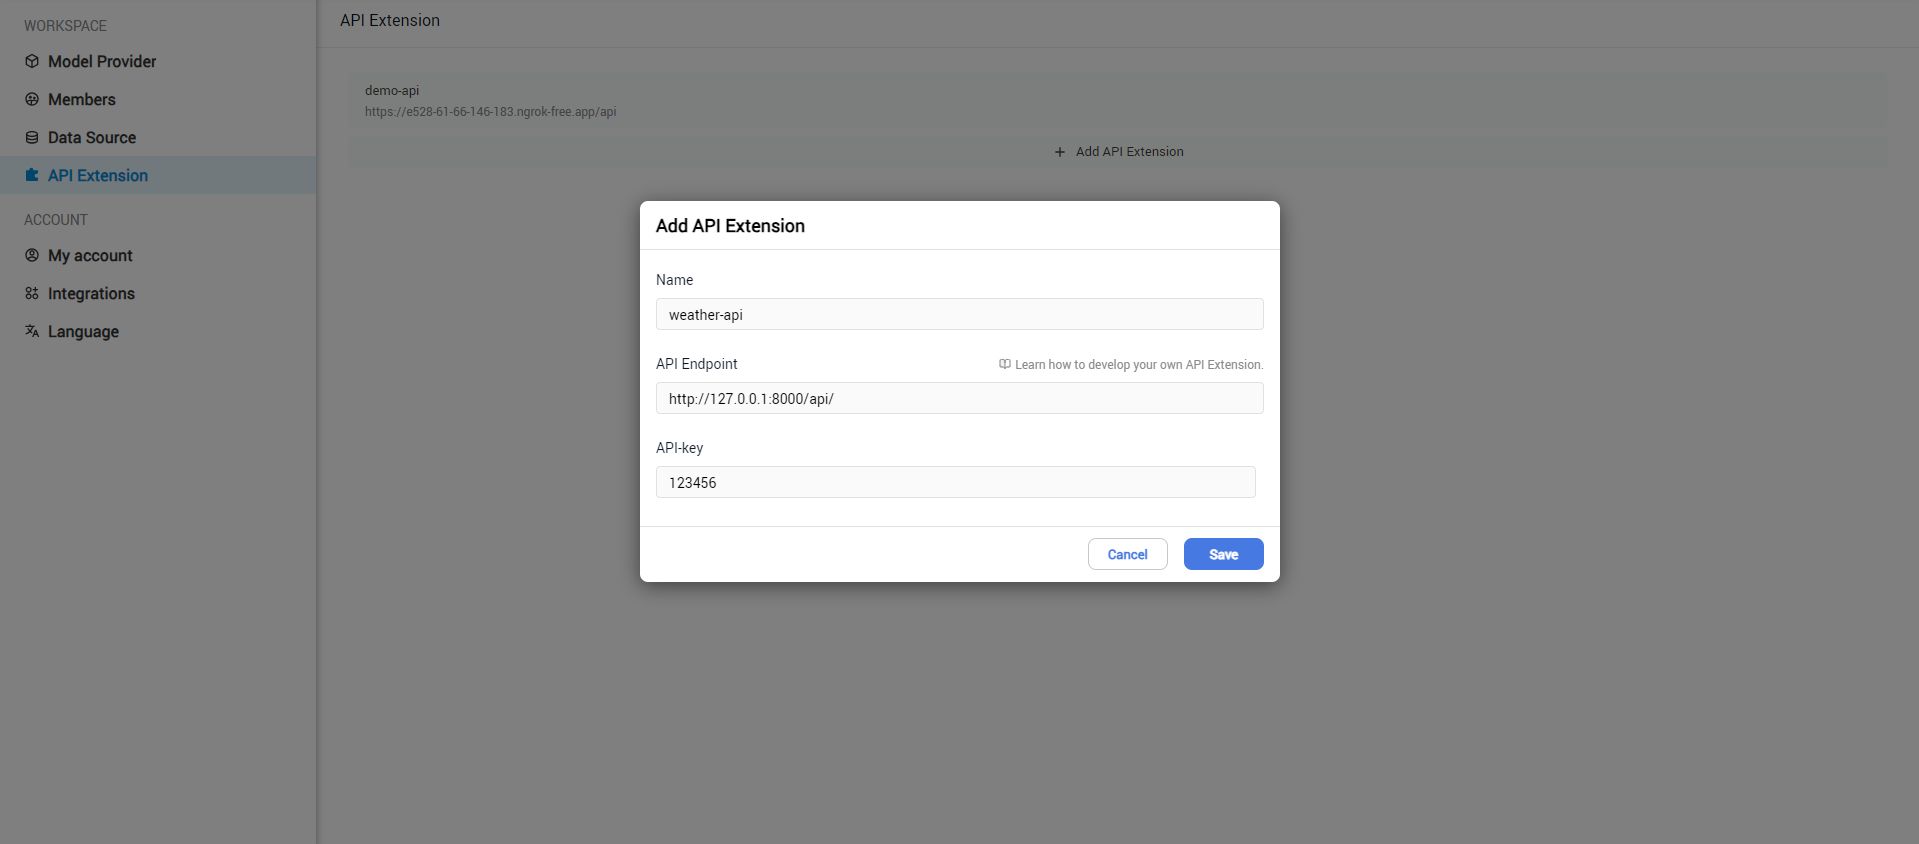 WORKSPACE
Model Provider
Members
Data Source
API Extension
ACCOUNT
My account
Integrations
Language
API Extension
demo-api
https://e528-61-66-146-183.ngrok-free.app/api
+ Add API Extension
Add API Extension
Name
weather-api
API Endpoint
Learn how to develop your own API Extension.
http://127.0.0.1:8000/api/
API-key
123456
Cancel
Save